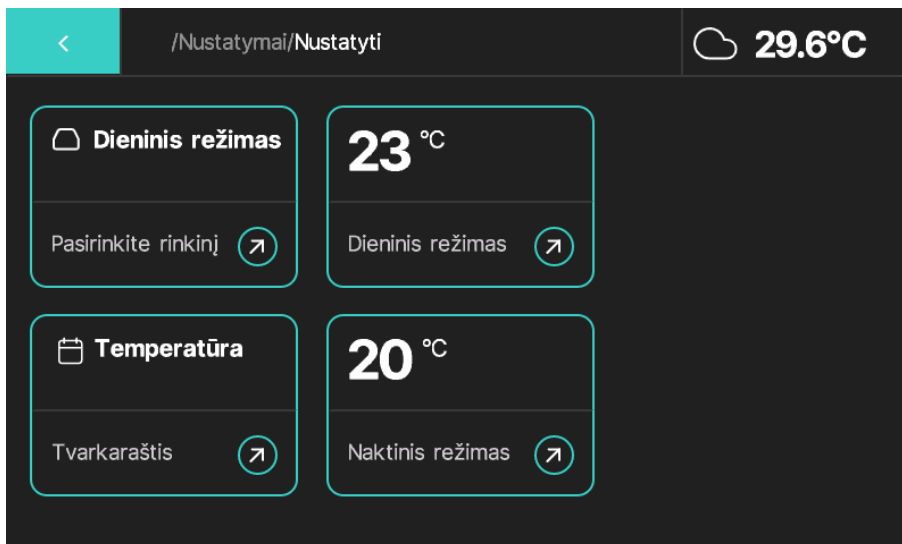 /Nustatymai/Nustatyti
29.6°C
Dieninis režimas
Pasirinkite rinkinį
23 °C
Dieninis režimas
Temperatūra
Tvarkaraštis
20 °C
Naktinis režimas